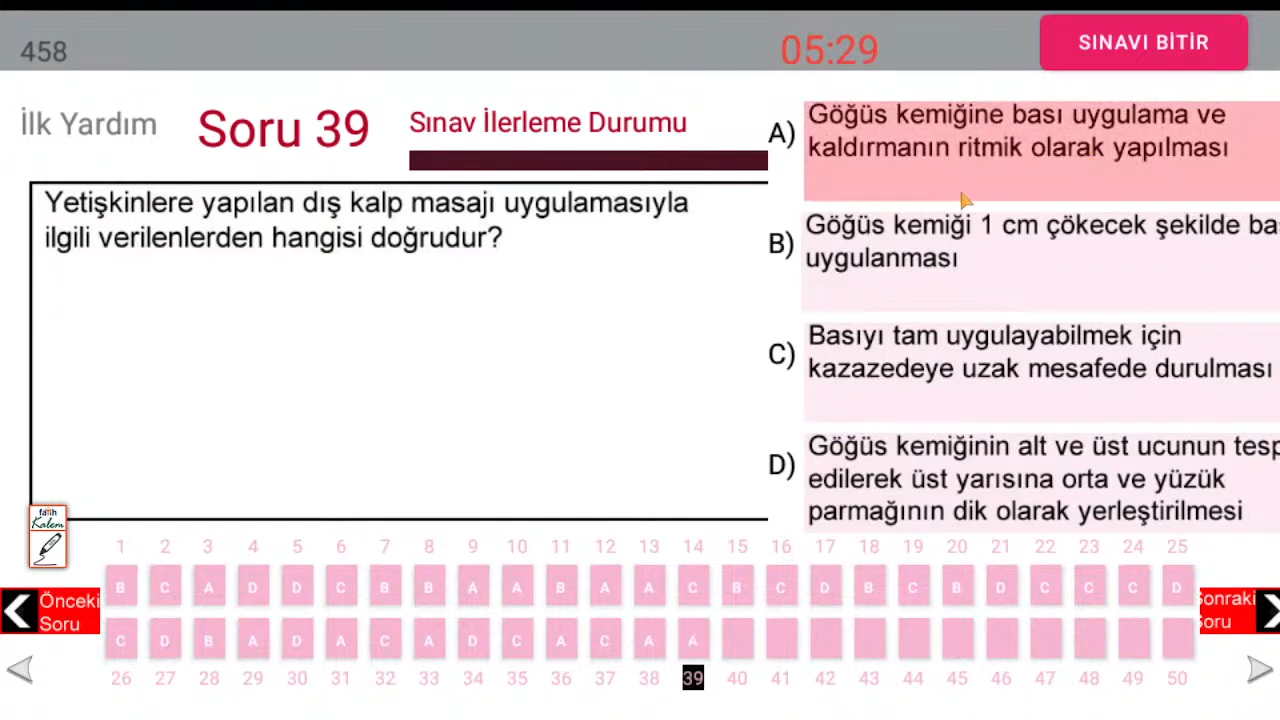 458
05:29
SINAVI BİTİR
İlk Yardım
Soru 39
Sınav İlerleme Durumu
Yetişkinlere yapılan dış kalp masajı uygulamasıyla
ilgili verilenlerden hangisi doğrudur?
A)
Göğüs kemiğine bası uygulama ve
kaldırmanın ritmik olarak yapılması
B)
Göğüs kemiği 1 cm çökecek şekilde bas
uygulanması
C)
Basıyı tam uygulayabilmek için
kazazedeye uzak mesafede durulması
D)
Göğüs kemiğinin alt ve üst ucunun tesp
edilerek üst yarısına orta ve yüzük
parmağının dik olarak yerleştirilmesi
fatih
Kalem
1 2 3 4 5 6 7 8 9 10 11 12 13 14 15 16 17 18 19 20 21 22 23 24 25
B C A D D C B B A A B A A C B C D B C B D C C C D
Önceki
Soru
Sonraki
Soru
C D B A D A C A D C A C A A
26 27 28 29 30 31 32 33 34 35 36 37 38 39 40 41 42 43 44 45 46 47 48 49 50